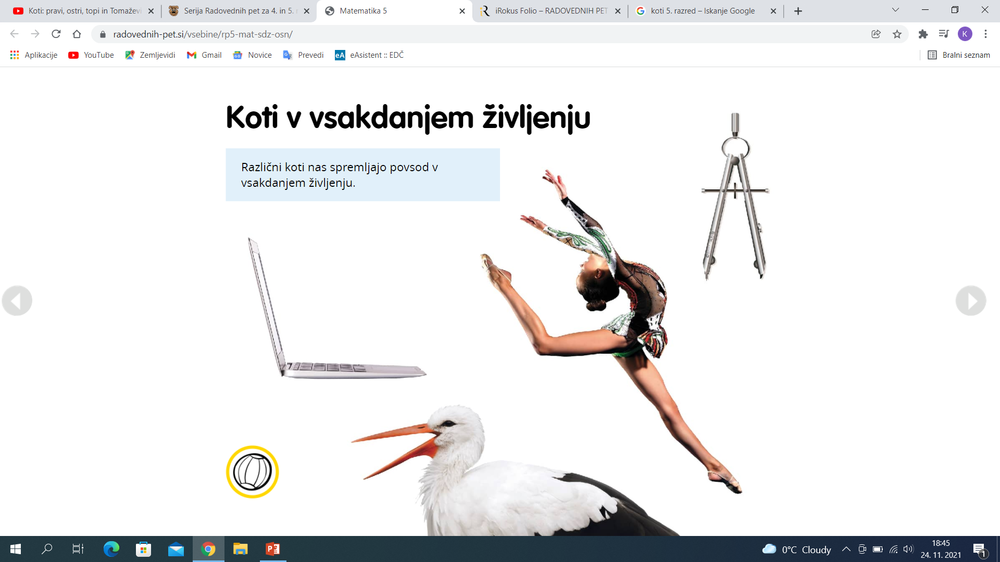 Koti: pravi, ostri, topi in Tomaževi
Serija Radovednih pet za 4. in 5. r
Matematika 5
iRokus Folio – RADOVEDNIH PET
koti 5. razred – Iskanje Google
radovednih-pet.si/vsebine/rp5-mat-sdz-osn/
K
Aplikacije
YouTube
Zemljevidi
Gmail
Novice
Prevedi
eA eAsistent :: EDČ
Bralni seznam
Koti v vsakdanjem življenju
Različni koti nas spremljajo povsod v
vsakdanjem življenju.
0°C Cloudy
18:45
24. 11. 2021
1